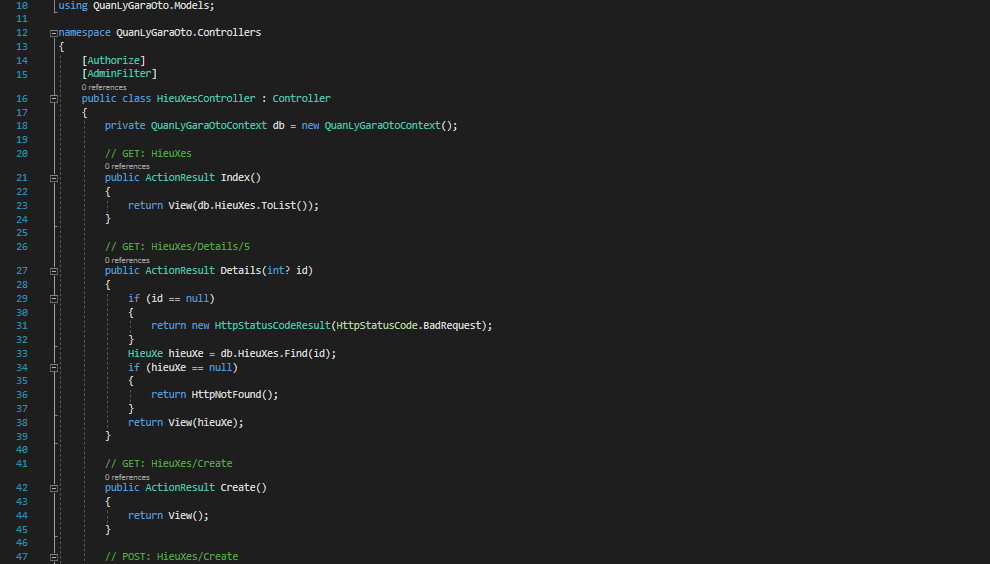 10 using QuanLyGaraOto.Models;
11
12 namespace QuanLyGaraOto.Controllers
13 {
14 [Authorize]
15 [AdminFilter]
0 references
16 public class HieuXesController : Controller
17 {
18 private QuanLyGaraOtoContext db = new QuanLyGaraOtoContext();
19
20 // GET: HieuXes
0 references
21 public ActionResult Index()
22 {
23 return View(db.HieuXes.ToList());
24 }
25
26 // GET: HieuXes/Details/5
0 references
27 public ActionResult Details(int? id)
28 {
29 if (id == null)
30 {
31 return new HttpStatusCodeResult(HttpStatusCode.BadRequest);
32 }
33 HieuXe hieuXe = db.HieuXes.Find(id);
34 if (hieuXe == null)
35 {
36 return HttpNotFound();
37 }
38 return View(hieuXe);
39 }
40
41 // GET: HieuXes/Create
0 references
42 public ActionResult Create()
43 {
44 return View();
45 }
46
47 // POST: HieuXes/Create